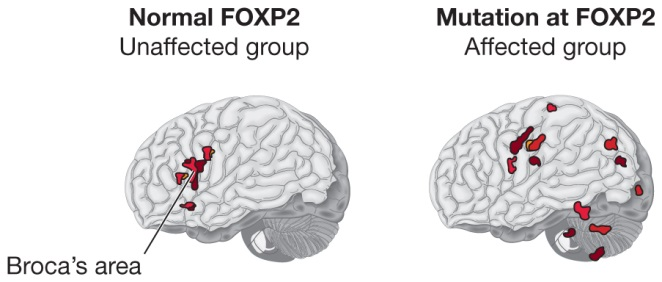 Normal FOXP2
Unaffected group
Mutation at FOXP2
Affected group
Broca's area